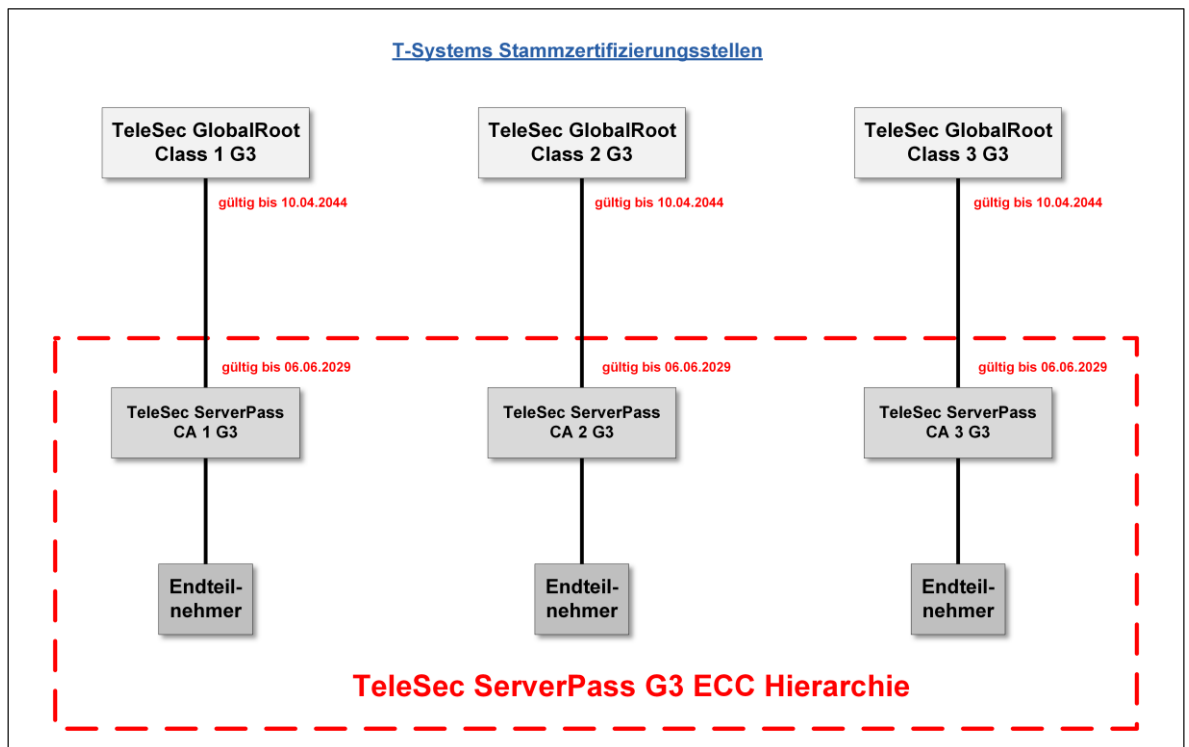 T-Systems Stammzertifizierungsstellen
TeleSec GlobalRoot
Class 1 G3
TeleSec GlobalRoot
Class 2 G3
TeleSec GlobalRoot
Class 3 G3
gültig bis 10.04.2044
gültig bis 10.04.2044
gültig bis 10.04.2044
gültig bis 06.06.2029
gültig bis 06.06.2029
gültig bis 06.06.2029
TeleSec ServerPass
CA 1 G3
TeleSec ServerPass
CA 2 G3
TeleSec ServerPass
CA 3 G3
Endteil-
nehmer
Endteil-
nehmer
Endteil-
nehmer
TeleSec ServerPass G3 ECC Hierarchie